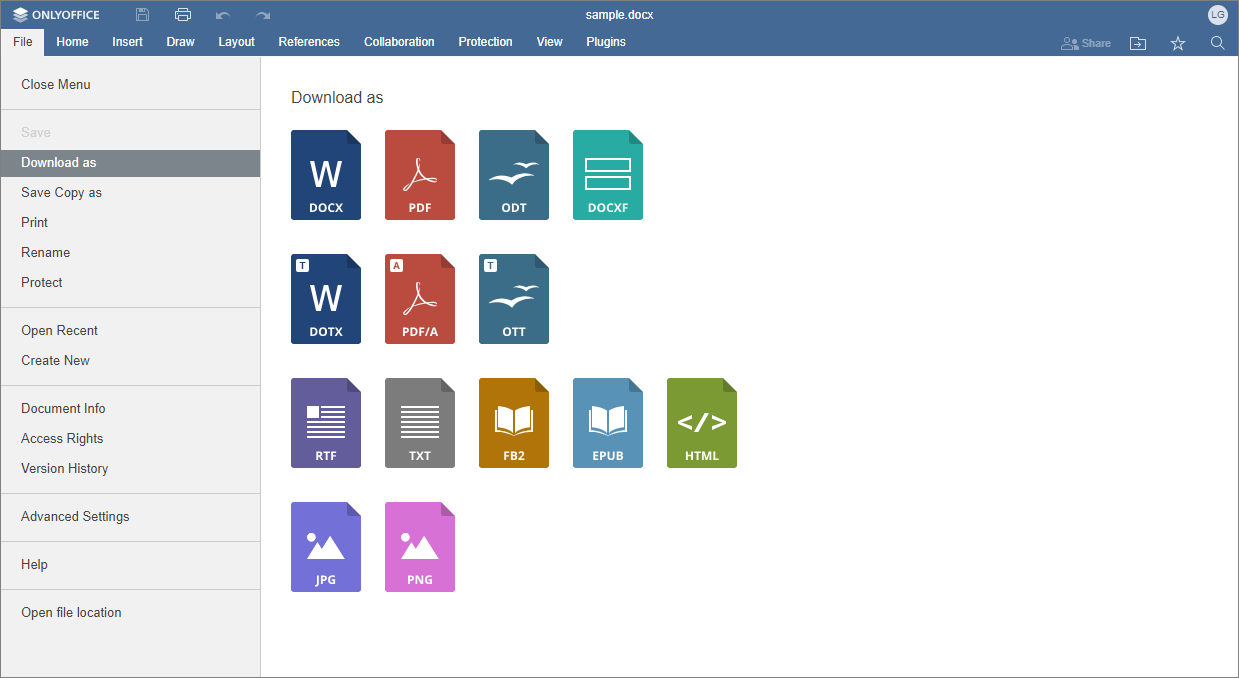 ONLYOFFICE
sample.docx
LG
File Home Insert Draw Layout References Collaboration Protection View Plugins
Share
Close Menu
Save
Download as
Save Copy as
Print
Rename
Protect
Open Recent
Create New
Document Info
Access Rights
Version History
Advanced Settings
Help
Open file location
Download as
W W
DOCX PDF ODT DOCXF
T A T
W
DOTX PDF/A OTT
</>
RTF TXT FB2 EPUB HTML
JPG PNG